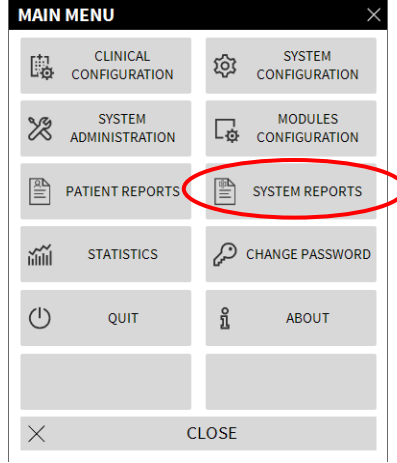 MAIN MENU
CLINICAL
CONFIGURATION
SYSTEM
CONFIGURATION
SYSTEM
ADMINISTRATION
MODULES
CONFIGURATION
PATIENT REPORTS
SYSTEM REPORTS
STATISTICS
CHANGE PASSWORD
QUIT
ABOUT
CLOSE